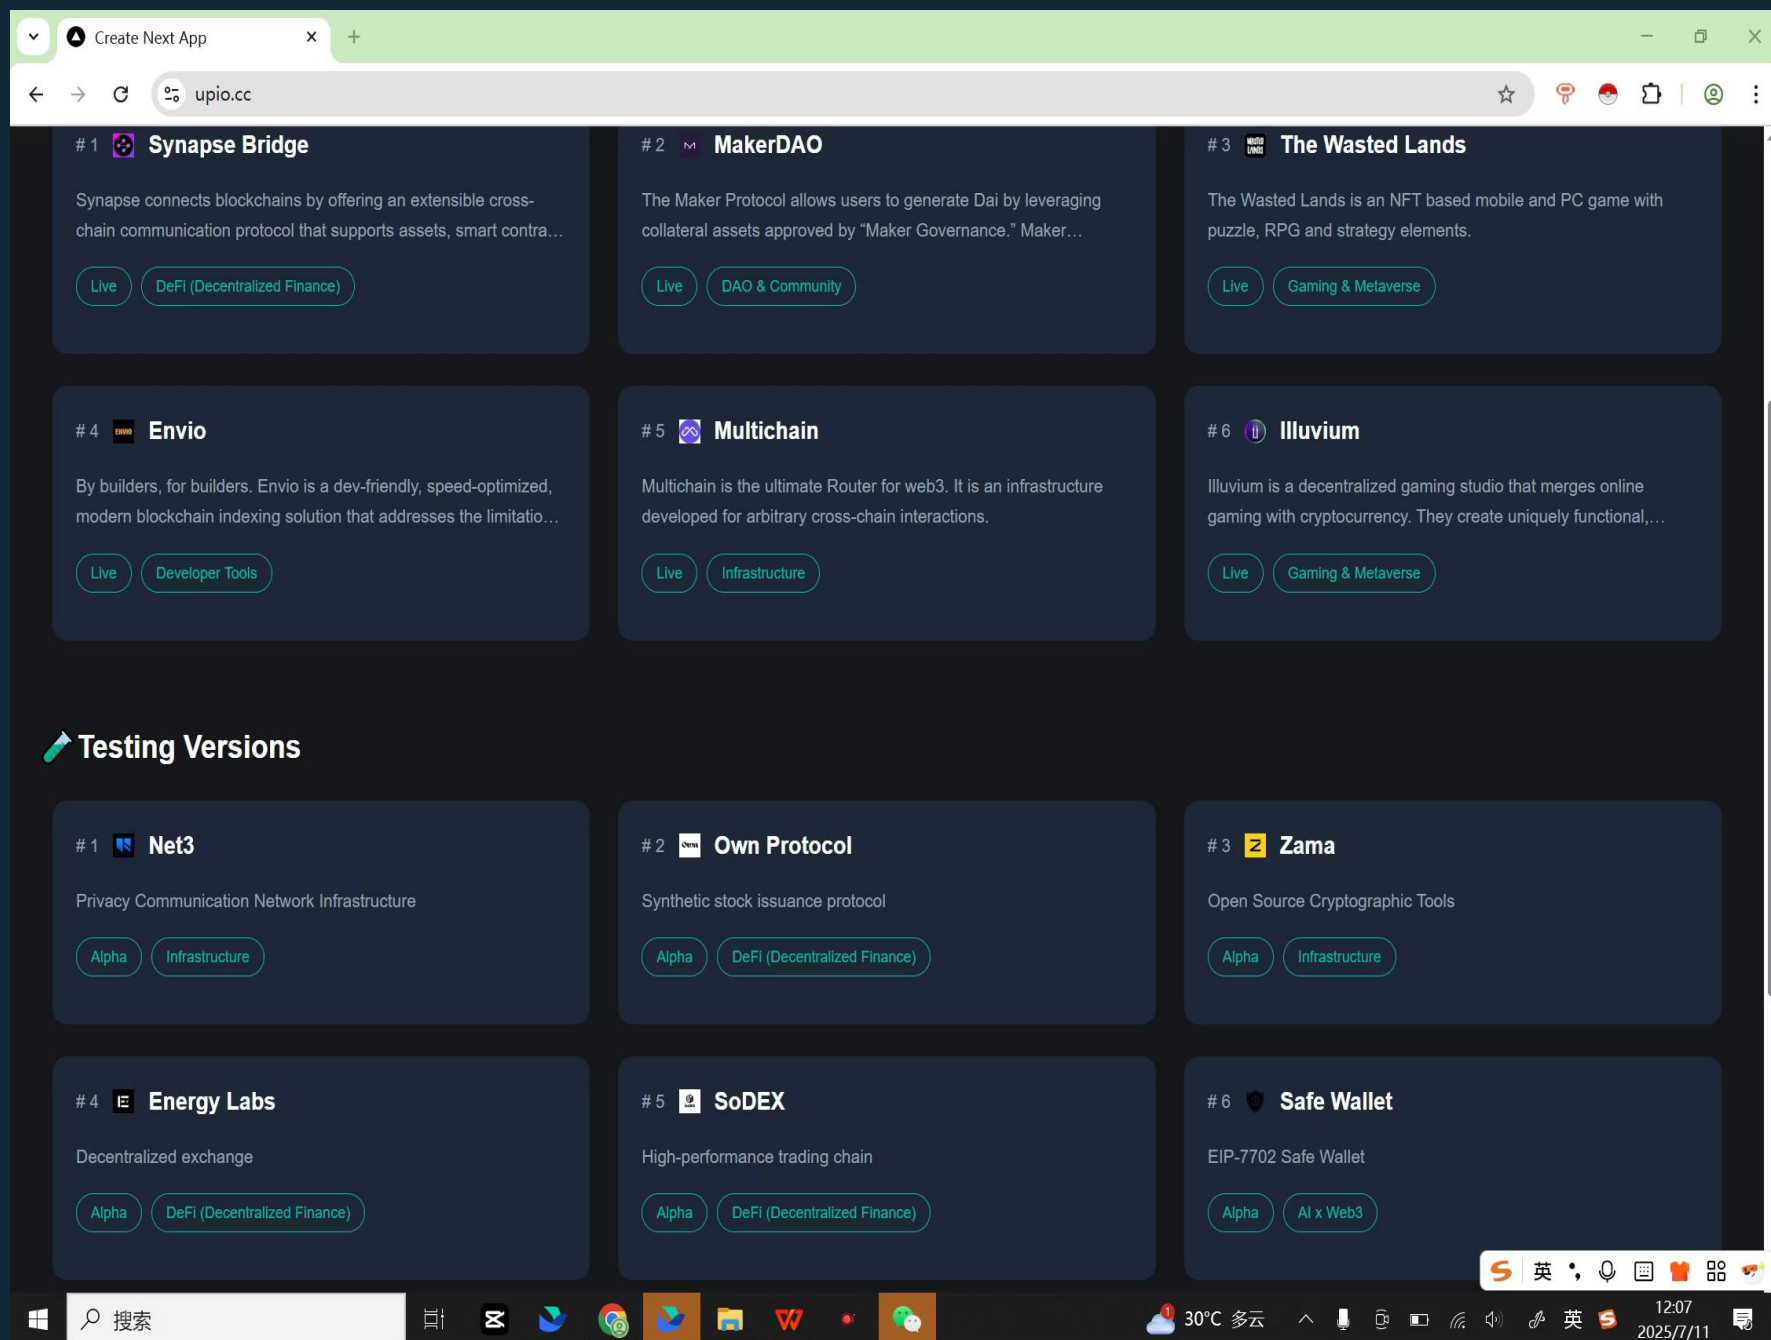 Create Next App
upio.cc
# 1 Synapse Bridge
Synapse connects blockchains by offering an extensible cross-
chain communication protocol that supports assets, smart contra…
Live DeFi (Decentralized Finance)
# 2 MakerDAO
The Maker Protocol allows users to generate Dai by leveraging
collateral assets approved by “Maker Governance.” Maker…
Live DAO & Community
# 3 The Wasted Lands
The Wasted Lands is an NFT based mobile and PC game with
puzzle, RPG and strategy elements.
Live Gaming & Metaverse
# 4 ENVIO Envio
By builders, for builders. Envio is a dev-friendly, speed-optimized,
modern blockchain indexing solution that addresses the limitatio…
Live Developer Tools
# 5 Multichain
Multichain is the ultimate Router for web3. It is an infrastructure
developed for arbitrary cross-chain interactions.
Live Infrastructure
# 6 Illuvium
Illuvium is a decentralized gaming studio that merges online
gaming with cryptocurrency. They create uniquely functional,…
Live Gaming & Metaverse
Testing Versions
# 1 Net3
Privacy Communication Network Infrastructure
Alpha Infrastructure
# 2 Own Own Protocol
Synthetic stock issuance protocol
Alpha DeFi (Decentralized Finance)
# 3 Zama
Open Source Cryptographic Tools
Alpha Infrastructure
# 4 Energy Labs
Decentralized exchange
Alpha DeFi (Decentralized Finance)
# 5 SoDEX
High-performance trading chain
Alpha DeFi (Decentralized Finance)
# 6 Safe Wallet
EIP-7702 Safe Wallet
Alpha AI x Web3
英
搜索
1 30°C 多云 英 12:07
2025/7/11